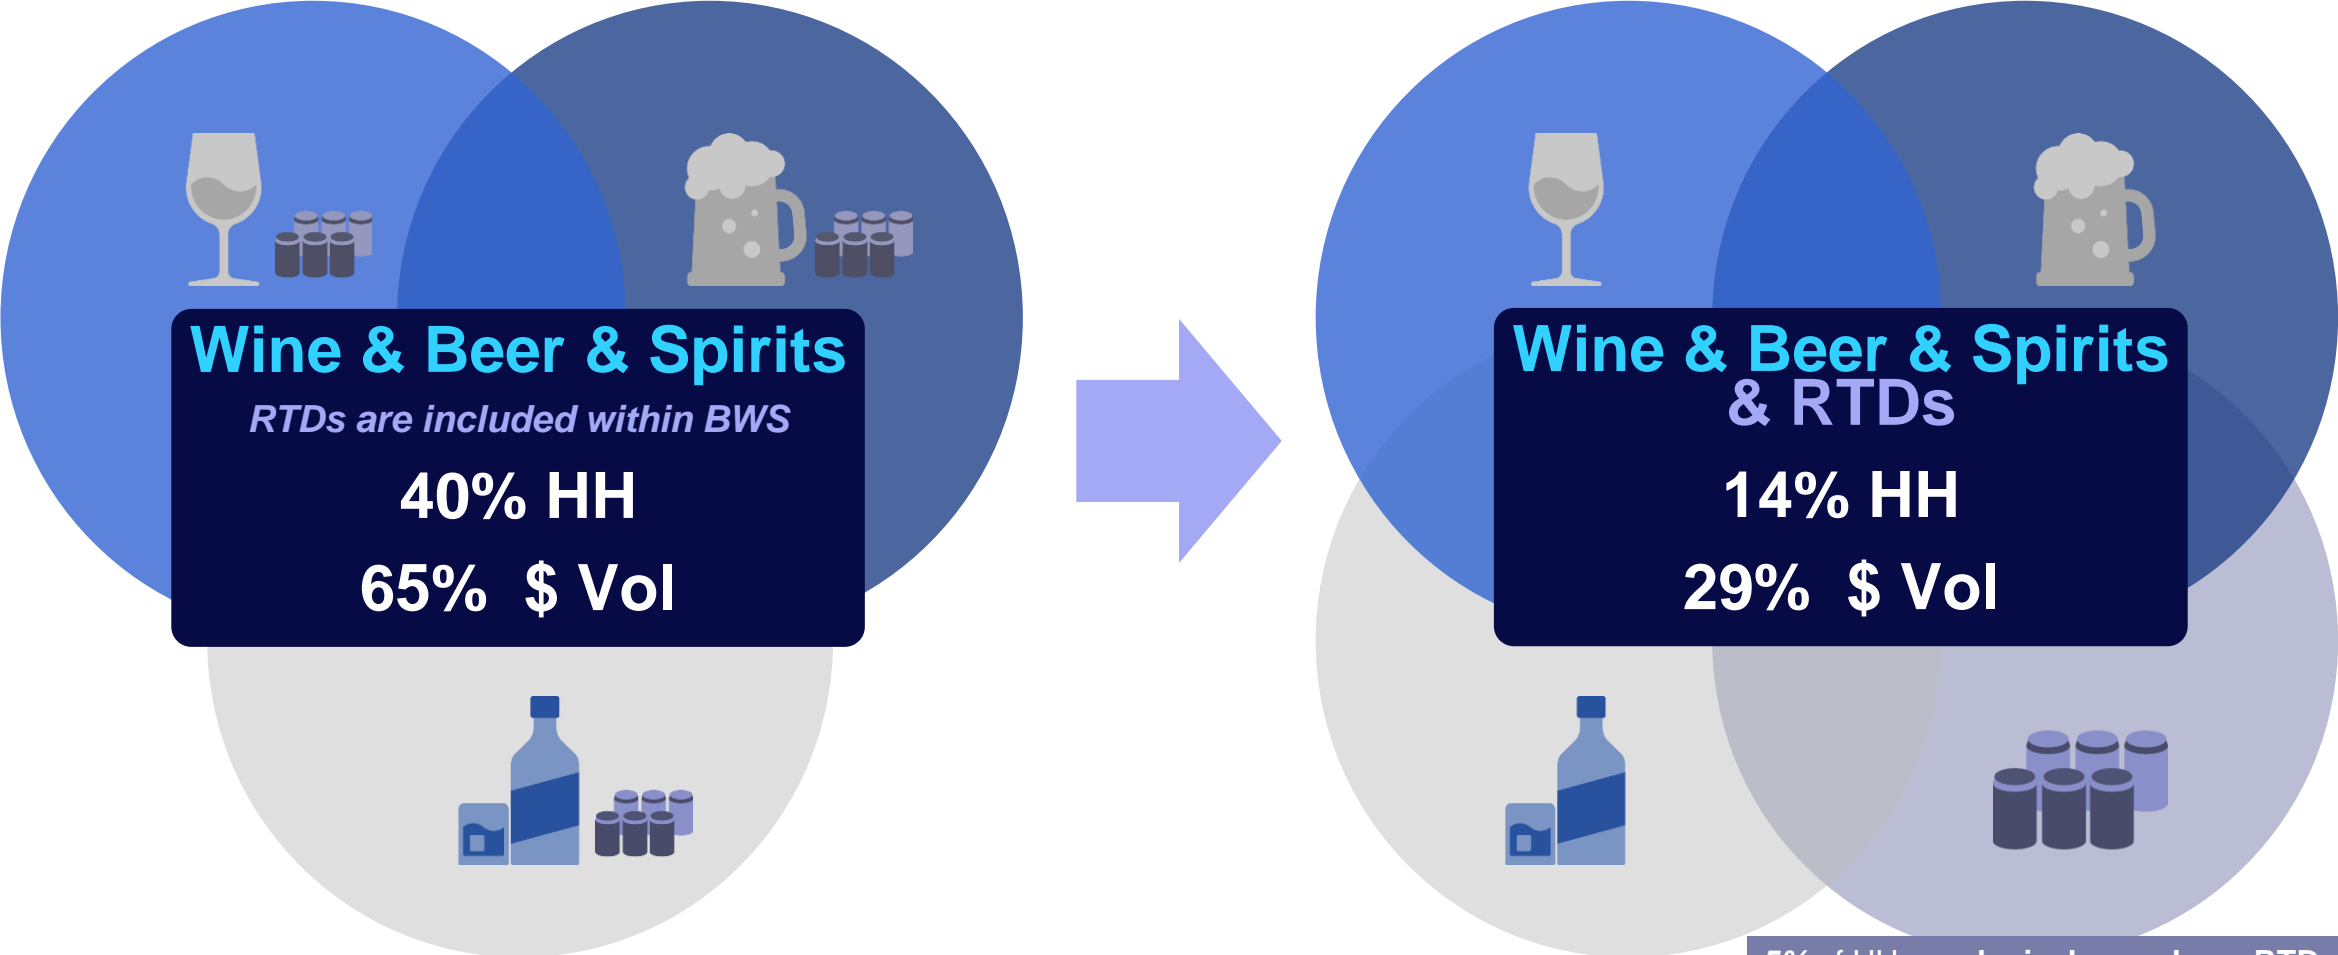 Wine & Beer & Spirits
RTDs are included within BWS
40% HH
65% $ Vol
Wine & Beer & Spirits
& RTDs
14% HH
29% $ Vol